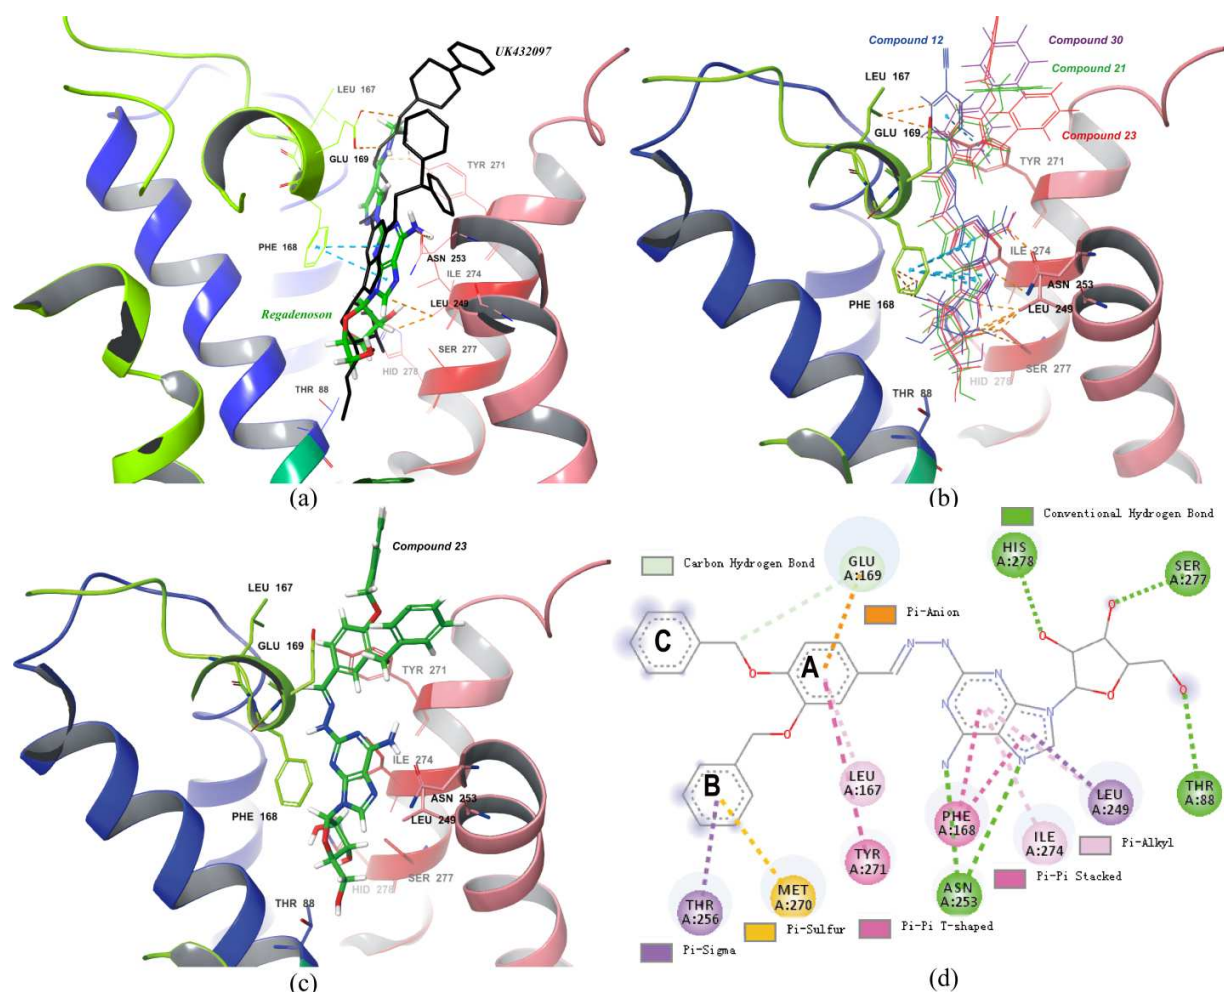 UK432097
LEU 167
GLU 169
TYR 271
PHE 168
ASN 253
ILE 274
Regadenoson
LEU 249
SER 277
HID 278
THR 88
(a)
Compound 12
Compound 30
LEU 167
Compound 21
GLU 169
Compound 23
TYR 271
ILE 274
ASN 253
PHE 168
LEU 249
SER 277
HID 278
THR 88
(b)
Compound 23
LEU 167
GLU 169
TYR 271
ILE 274
ASN 253
PHE 168
LEU 249
SER 277
HID 278
THR 88
(c)
Conventional Hydrogen Bond
Carbon Hydrogen Bond
GLU
A:169
HIS
A:278
SER
A:277
Pi-Anion
C
A
N
N
N
N
N
N
N
N
O
O
O
O
O
O
B
LEU
A:167
PHE
A:168
LEU
A:249
THR
A:88
ILE
A:274
Pi-Alkyl
TYR
A:271
Pi-Pi Stacked
THR
A:256
MET
A:270
ASN
A:253
Pi-Sulfur
Pi-Pi T-shaped
Pi-Sigma
(d)